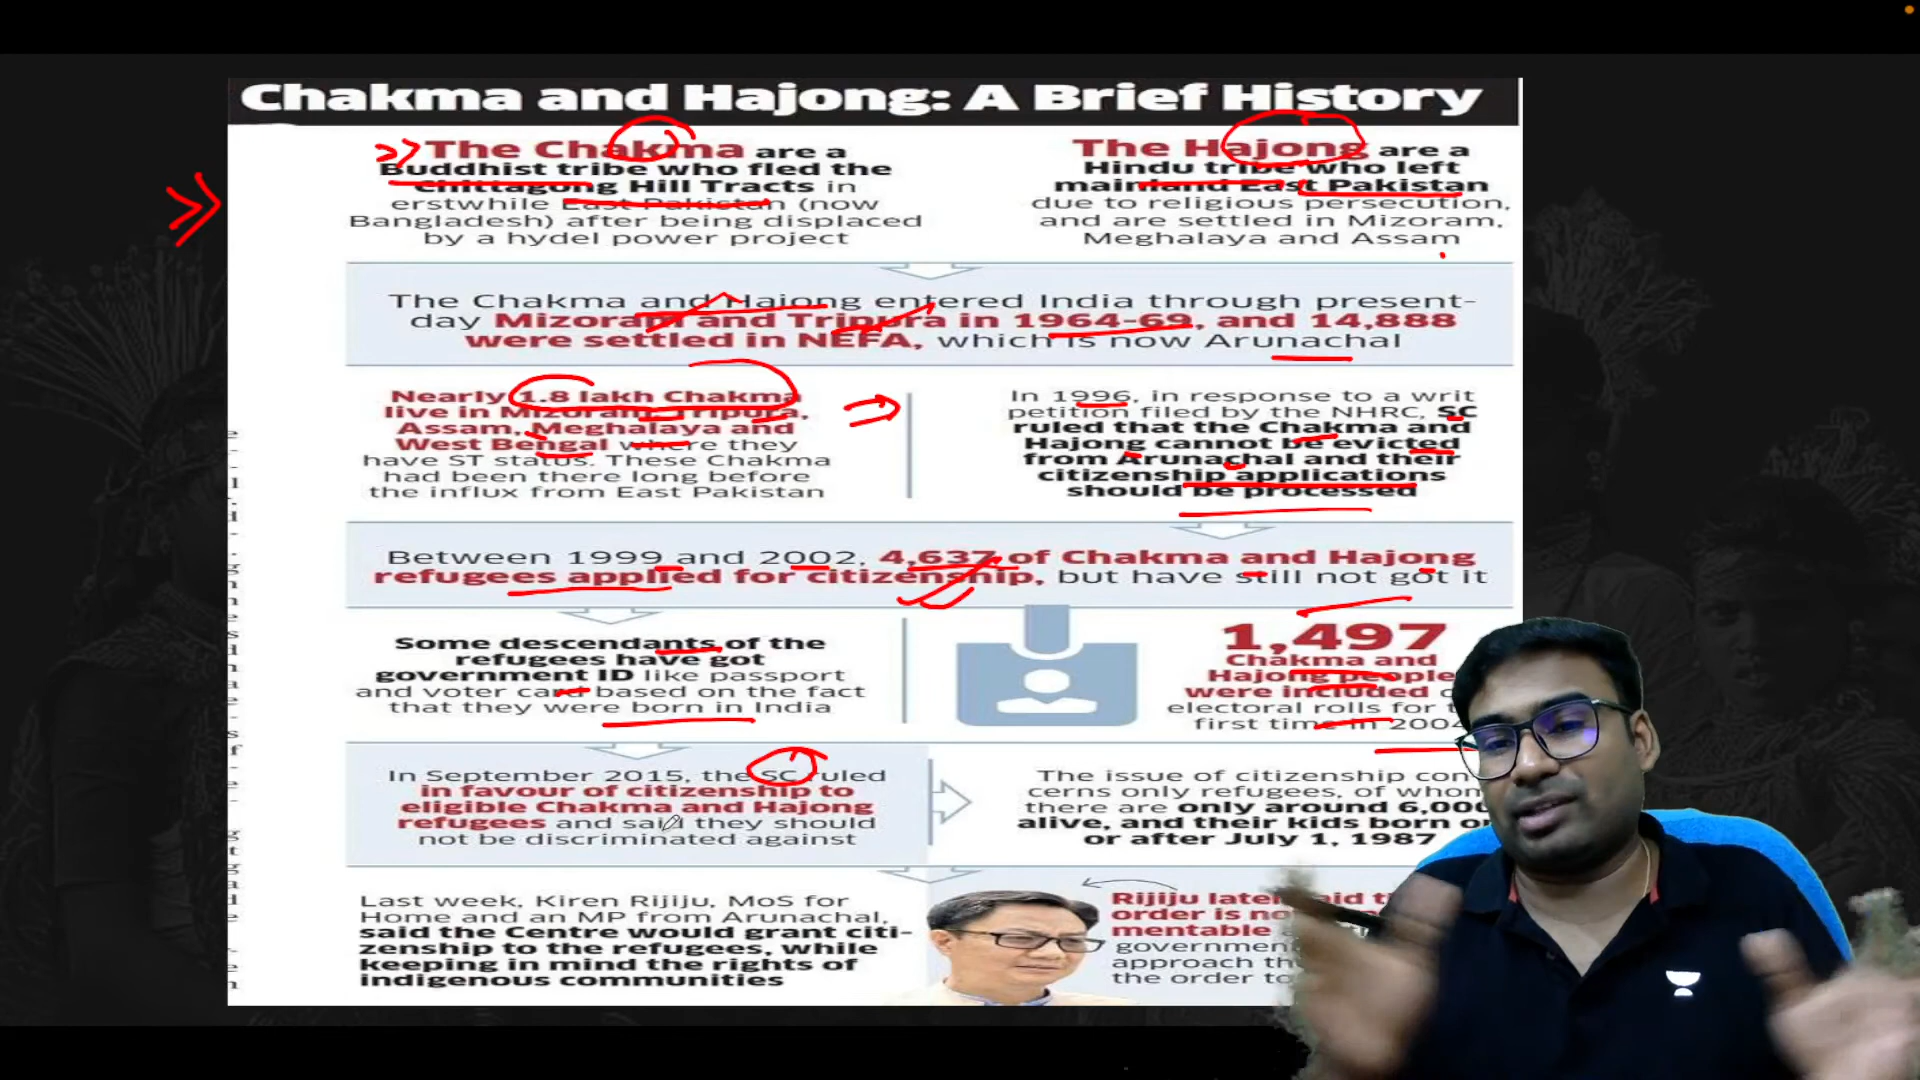 Chakma and Hajong: A Brief History
The Chakma are a
Buddhist tribe who fled the
Chittagong Hill Tracts in
erstwhile East Pakistan (now
Bangladesh) after being displaced
by a hydel power project
The Hajong are a
Hindu tribe who left
mainland East Pakistan
due to religious persecution,
and are settled in Mizoram,
Meghalaya and Assam
The Chakma and Hajong entered India through present-
day Mizoram and Tripura in 1964-69, and 14,888
were settled in NEFA, which is now Arunachal
Nearly 1.8 lakh Chakma
live in Mizoram, Tripura,
Assam, Meghalaya and
West Bengal where they
have ST status. These Chakma
had been there long before
the influx from East Pakistan
In 1996, in response to a writ
petition filed by the NHRC, SC
ruled that the Chakma and
Hajong cannot be evicted
from Arunachal and their
citizenship applications
should be processed
Between 1999 and 2002, 4,637 of Chakma and Hajong
refugees applied for citizenship, but have still not got it
Some descendants of the
refugees have got
government ID like passport
and voter card based on the fact
that they were born in India
1,497
Chakma and
Hajong people
were included
electoral rolls for
first time in 2004
In September 2015, the SC ruled
in favour of citizenship to
eligible Chakma and Hajong
refugees and said they should
not be discriminated against
The issue of citizenship con
cerns only refugees, of whom
there are only around 6,000
alive, and their kids born on
or after July 1, 1987
Last week, Kiren Rijiju, MoS for
Home and an MP from Arunachal,
said the Centre would grant citi-
zenship to the refugees, while
keeping in mind the rights of
indigenous communities
Rijiju later said
order is no
mentable
government
approach th
the order to